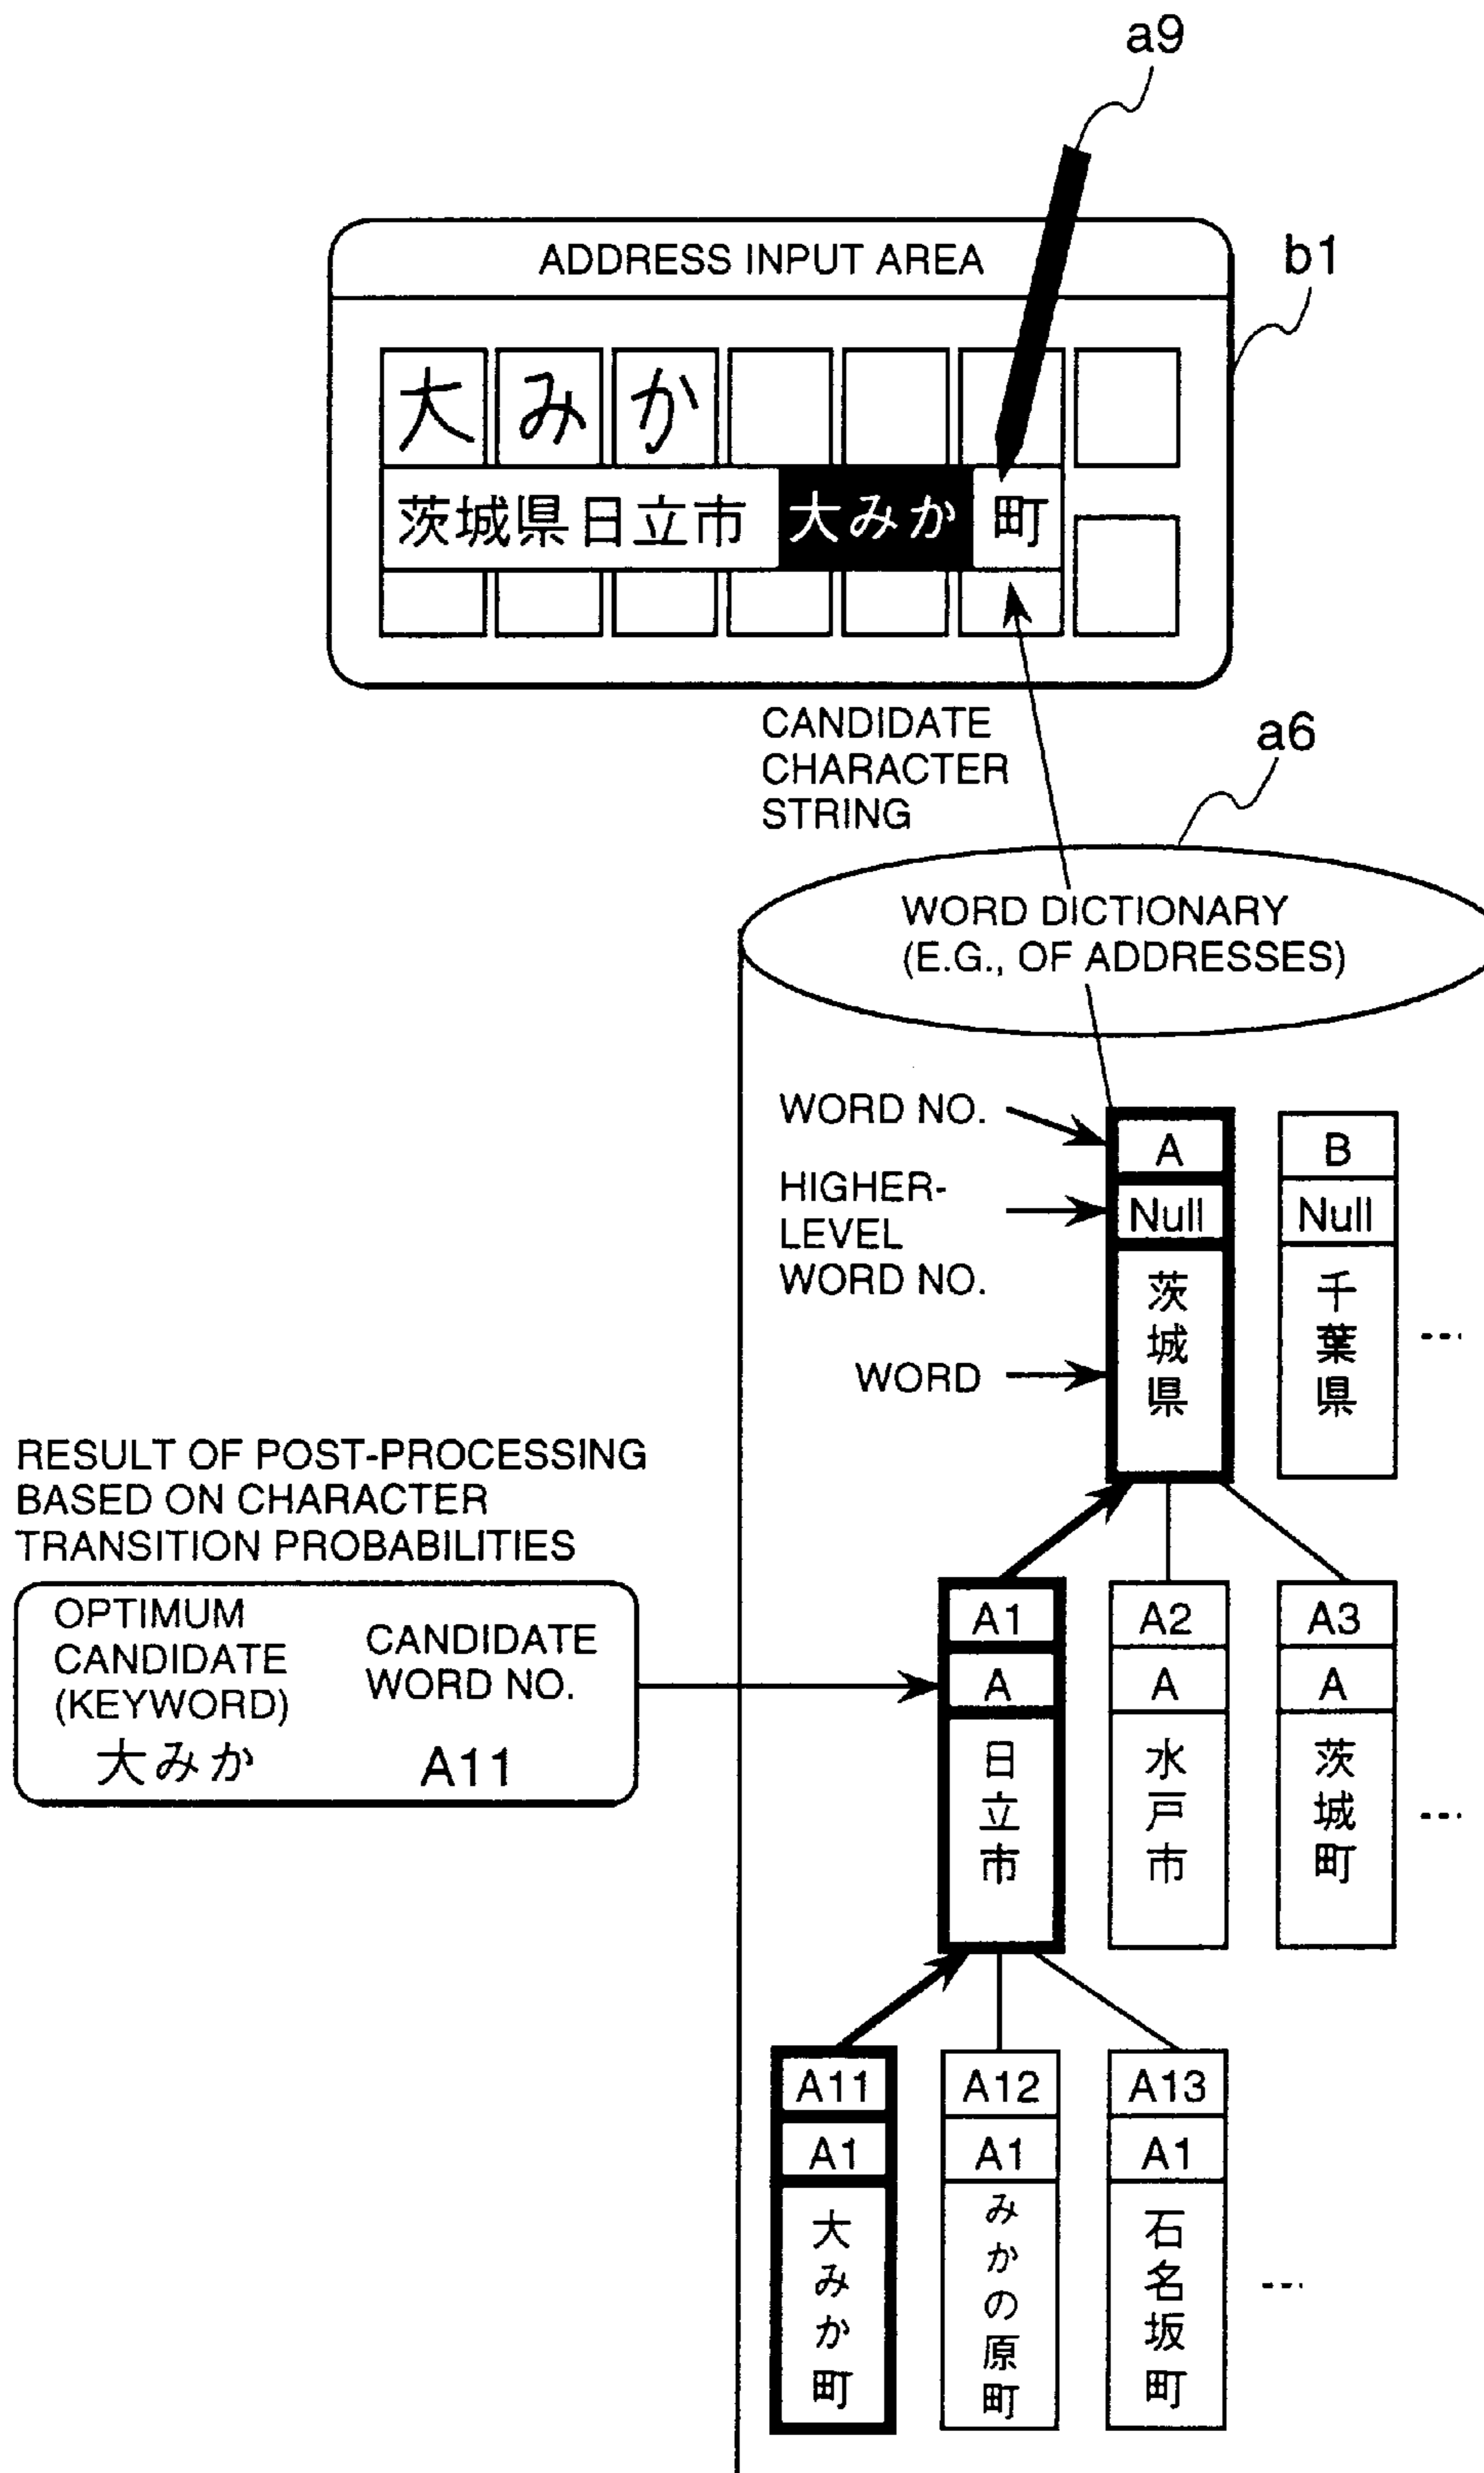 a9
ADDRESS INPUT AREA
b1
大みか
茨城県日立市 大みか 町
CANDIDATE
CHARACTER
STRING
a6
WORD DICTIONARY
(E.G., OF ADDRESSES)
WORD NO.
HIGHER-
LEVEL
WORD NO.
WORD
A
Null
茨城県
B
Null
千葉県
---
RESULT OF POST-PROCESSING
BASED ON CHARACTER
TRANSITION PROBABILITIES
OPTIMUM
CANDIDATE
(KEYWORD)
大みか
CANDIDATE
WORD NO.
A11
A1
A
日立市
A2
A
水戸市
A3
A
茨城町
---
A11
A1
大みか町
A12
A1
みかの原町
A13
A1
石名坂町
---